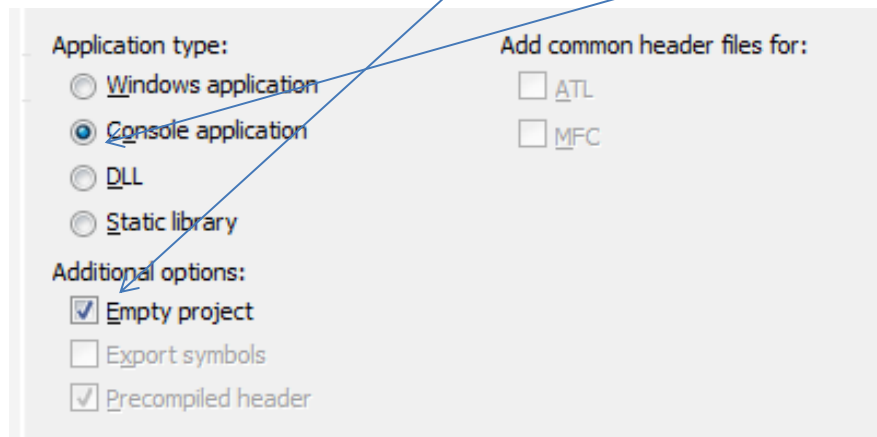 Application type:
Windows application
Console application
DLL
Static library
Additional options:
Empty project
Export symbols
Precompiled header
Add common header files for:
ATL
MFC